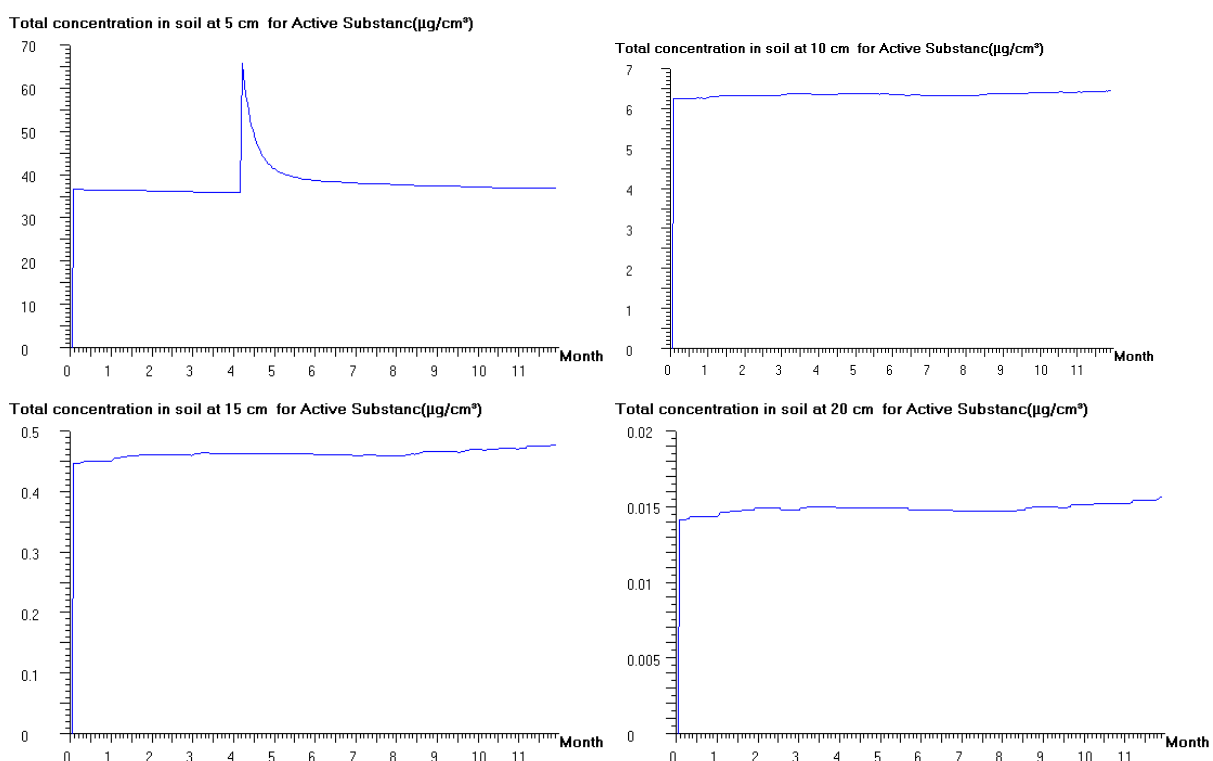 Total concentration in soil at 5 cm for Active Substanc(µg/cm³)
70
60
50
40
30
20
10
0
0 1 2 3 4 5 6 7 8 9 10 11
Month
Total concentration in soil at 10 cm for Active Substanc(µg/cm³)
7
6
5
4
3
2
1
0
0 1 2 3 4 5 6 7 8 9 10 11
Month
Total concentration in soil at 15 cm for Active Substanc(µg/cm³)
0.5
0.4
0.3
0.2
0.1
0
0 1 2 3 4 5 6 7 8 9 10 11
Month
Total concentration in soil at 20 cm for Active Substanc(µg/cm³)
0.02
0.015
0.01
0.005
0
0 1 2 3 4 5 6 7 8 9 10 11
Month